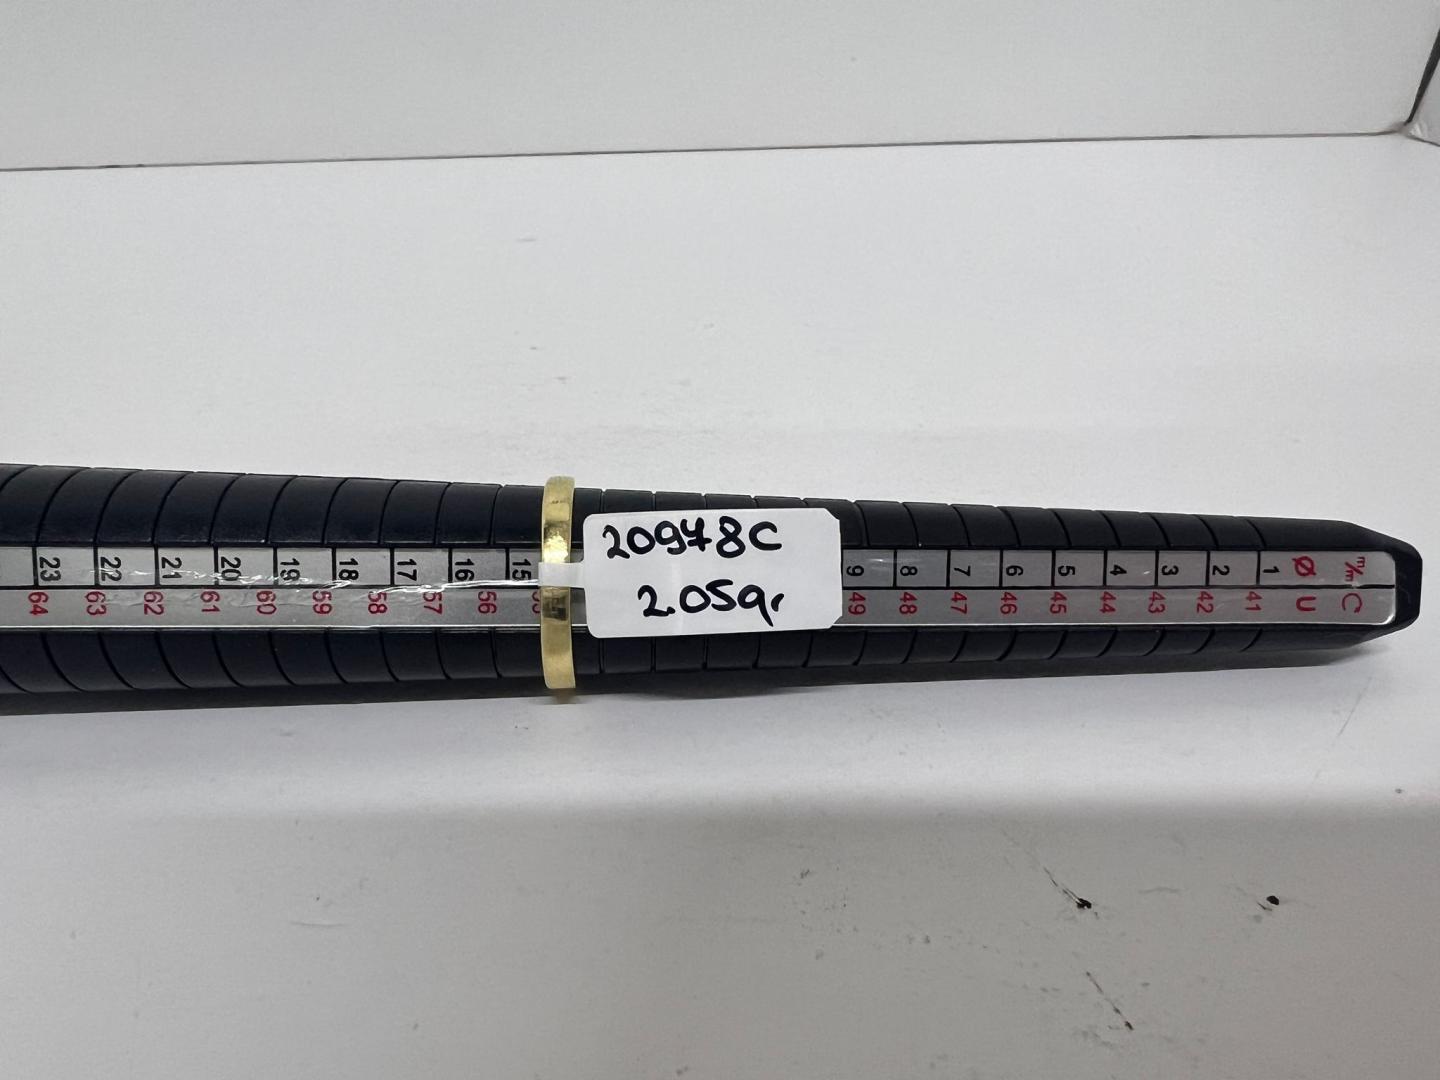 20978C
2.05gr
23 22 21 20 19 18 17 16 15 9 8 7 6 5 4 3 2 1 Ø m/m
64 63 62 61 60 59 58 57 56 49 48 47 46 45 44 43 42 41 U C